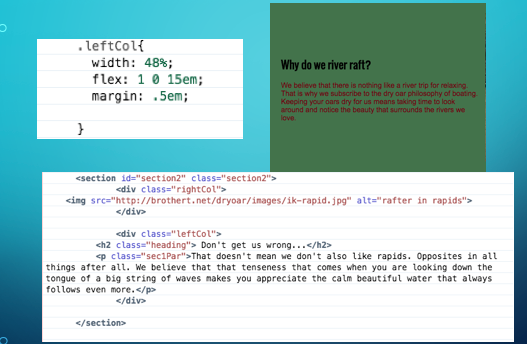 .leftCol{
width: 48%;
flex: 1 0 15em;
margin: .5em;
}
Why do we river raft?
We believe that there is nothing like a river trip for relaxing.
That is why we subscribe to the dry oar philosophy of boating.
Keeping your oars dry for us means taking time to look
around and notice the beauty that surrounds the rivers we
love.
<section id="section2" class="section2">
<div class="rightCol">
<img src="http://brothert.net/dryoar/images/ik-rapid.jpg" alt="rafter in rapids">
</div>
<div class="leftCol">
<h2 class="heading"> Don't get us wrong...</h2>
<p class="sec1Par">That doesn't mean we don't also like rapids. Opposites in all
things after all. We believe that that tenseness that comes when you are looking down the
tongue of a big string of waves makes you appreciate the calm beautiful water that always
follows even more.</p>
</div>
</section>